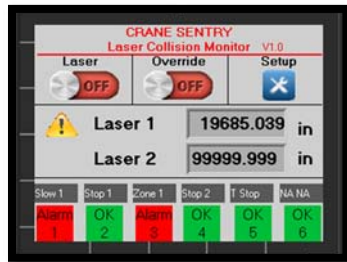 CRANE SENTRY
Laser Collision Monitor V1.0
Laser Override Setup
OFF OFF
Laser 1 19685.039 in
Laser 2 99999.999 in
Slow 1 Stop 1 Zone 1 Stop 2 T Stop NA NA
Alarm OK Alarm OK OK OK
1 2 3 4 5 6